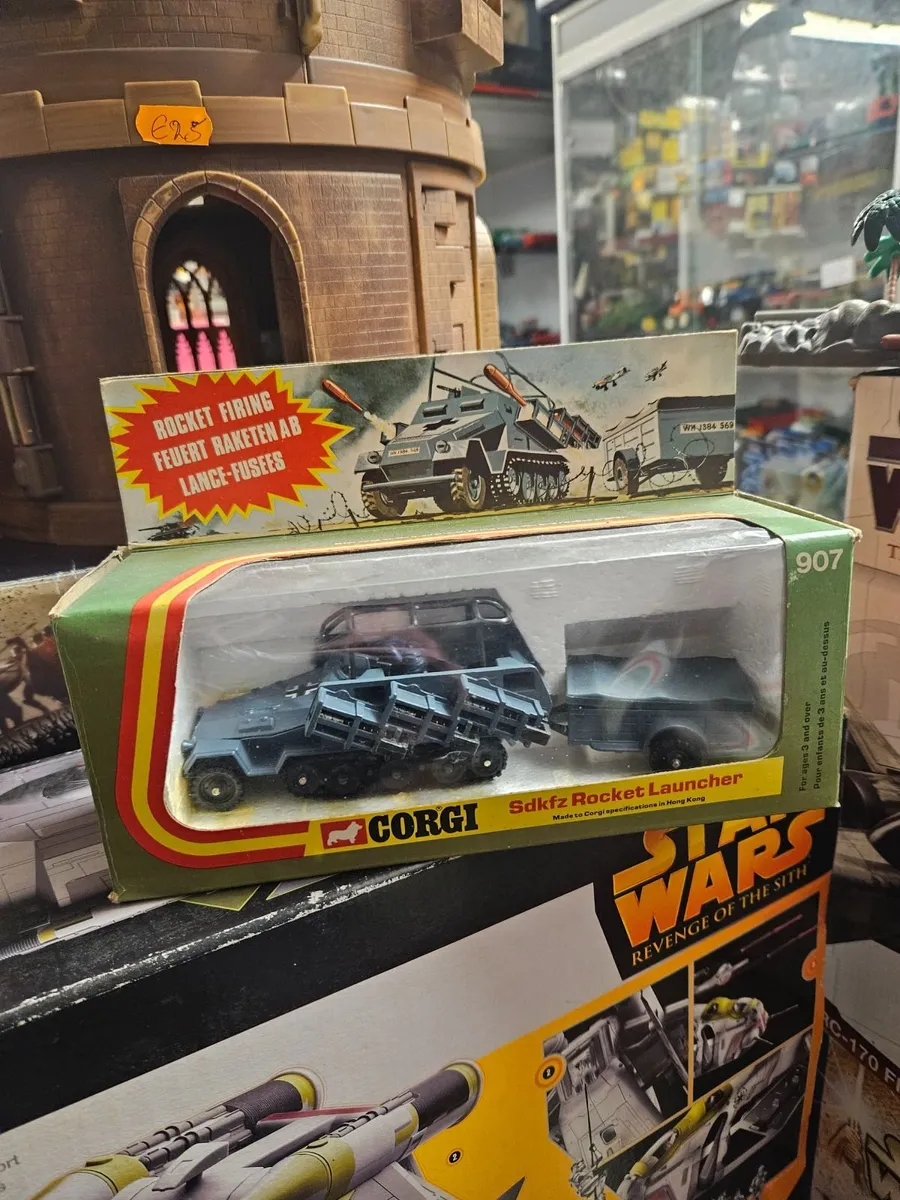 €25
ROCKET FIRING
FEUERT RAKETEN AB
LANCE-FUSEES
WH 1384 569
907
For ages 3 and over
Pour enfants de 3 ans et au-dessus
CORGI
Sdkfz Rocket Launcher
Made to Corgi specifications in Hong Kong
STAR
WARS
REVENGE OF THE SITH
1
2